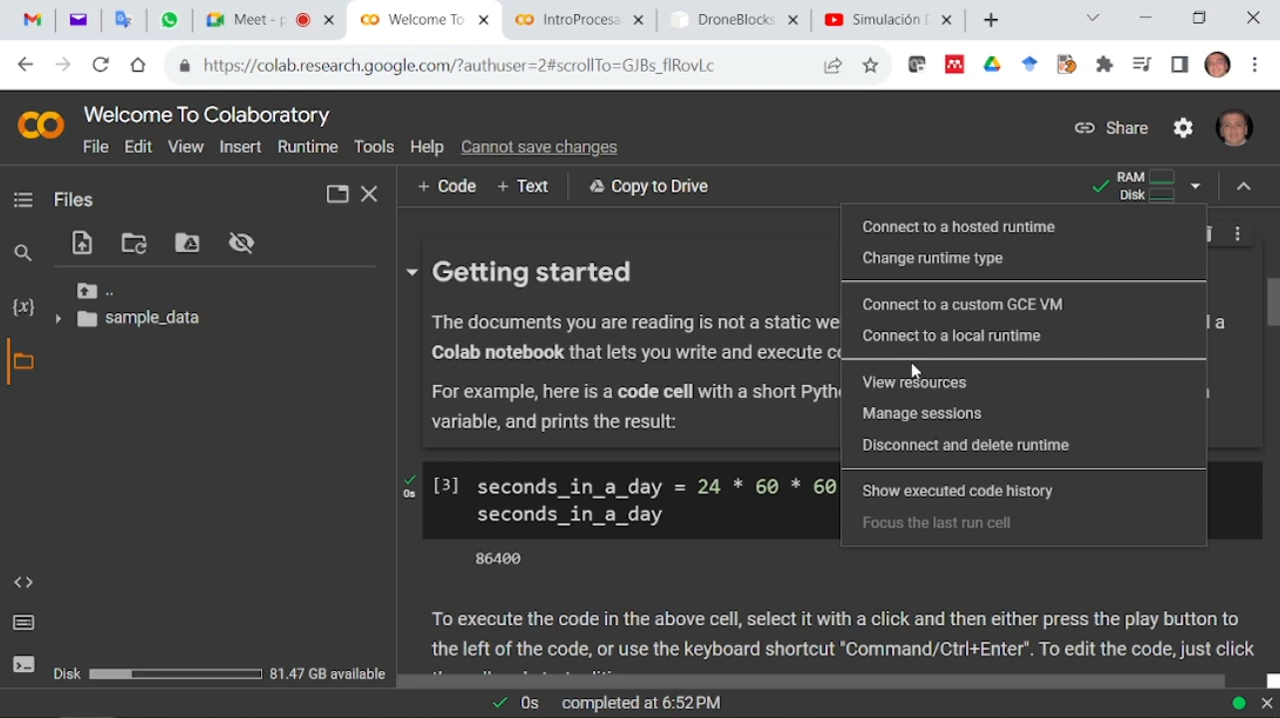 Meet - p
Welcome To
IntroProcesa
DroneBlocks
Simulación D
https://colab.research.google.com/?authuser=2#scrollTo=GJBs_flRovLc
Welcome To Colaboratory
File Edit View Insert Runtime Tools Help Cannot save changes
Share
Files
+ Code + Text Copy to Drive
RAM
Disk
..
sample_data
Getting started
The documents you are reading is not a static we
Colab notebook that lets you write and execute co
For example, here is a code cell with a short Pytho
variable, and prints the result:
Connect to a hosted runtime
Change runtime type
Connect to a custom GCE VM
Connect to a local runtime
View resources
Manage sessions
Disconnect and delete runtime
Show executed code history
Focus the last run cell
0s
[3] seconds_in_a_day = 24 * 60 * 60
seconds_in_a_day
86400
To execute the code in the above cell, select it with a click and then either press the play button to
the left of the code, or use the keyboard shortcut "Command/Ctrl+Enter". To edit the code, just click
Disk 81.47 GB available
0s completed at 6:52 PM